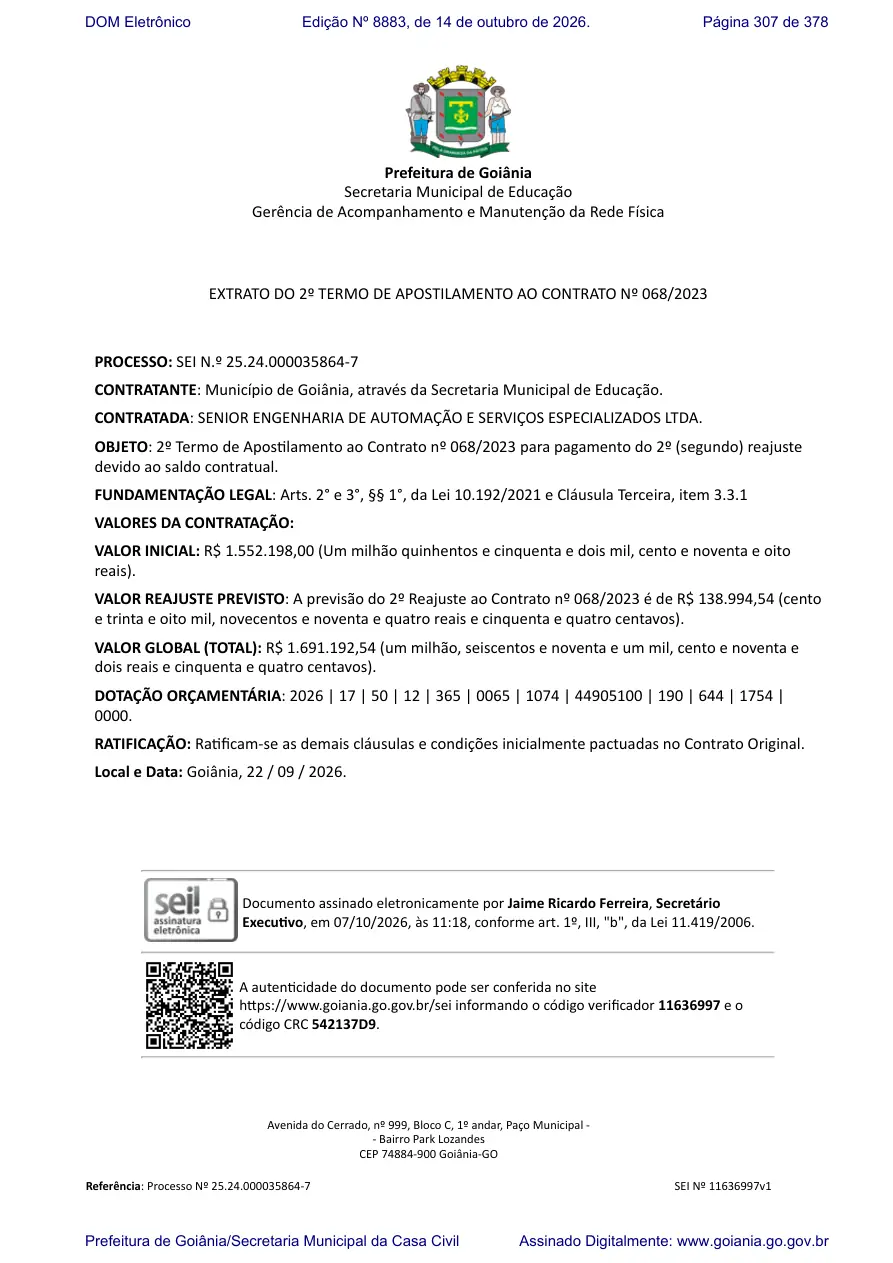 DOM Eletrônico Edição Nº 8883, de 14 de outubro de 2026. Página 307 de 378
Prefeitura de Goiânia
Secretaria Municipal de Educação
Gerência de Acompanhamento e Manutenção da Rede Física
EXTRATO DO 2º TERMO DE APOSTILAMENTO AO CONTRATO Nº 068/2023
PROCESSO: SEI N.º 25.24.000035864-7
CONTRATANTE: Município de Goiânia, através da Secretaria Municipal de Educação.
CONTRATADA: SENIOR ENGENHARIA DE AUTOMAÇÃO E SERVIÇOS ESPECIALIZADOS LTDA.
OBJETO: 2º Termo de Apostilamento ao Contrato nº 068/2023 para pagamento do 2º (segundo) reajuste
devido ao saldo contratual.
FUNDAMENTAÇÃO LEGAL: Arts. 2° e 3°, §§ 1°, da Lei 10.192/2021 e Cláusula Terceira, item 3.3.1
VALORES DA CONTRATAÇÃO:
VALOR INICIAL: R$ 1.552.198,00 (Um milhão quinhentos e cinquenta e dois mil, cento e noventa e oito
reais).
VALOR REAJUSTE PREVISTO: A previsão do 2º Reajuste ao Contrato nº 068/2023 é de R$ 138.994,54 (cento
e trinta e oito mil, novecentos e noventa e quatro reais e cinquenta e quatro centavos).
VALOR GLOBAL (TOTAL): R$ 1.691.192,54 (um milhão, seiscentos e noventa e um mil, cento e noventa e
dois reais e cinquenta e quatro centavos).
DOTAÇÃO ORÇAMENTÁRIA: 2026 | 17 | 50 | 12 | 365 | 0065 | 1074 | 44905100 | 190 | 644 | 1754 |
0000.
RATIFICAÇÃO: Ratificam-se as demais cláusulas e condições inicialmente pactuadas no Contrato Original.
Local e Data: Goiânia, 22 / 09 / 2026.
sei!
assinatura
eletrônica
Documento assinado eletronicamente por Jaime Ricardo Ferreira, Secretário
Executivo, em 07/10/2026, às 11:18, conforme art. 1º, III, "b", da Lei 11.419/2006.
A autenticidade do documento pode ser conferida no site
https://www.goiania.go.gov.br/sei informando o código verificador 11636997 e o
código CRC 542137D9.
Avenida do Cerrado, nº 999, Bloco C, 1º andar, Paço Municipal -
- Bairro Park Lozandes
CEP 74884-900 Goiânia-GO
Referência: Processo Nº 25.24.000035864-7 SEI Nº 11636997v1
Prefeitura de Goiânia/Secretaria Municipal da Casa Civil Assinado Digitalmente: www.goiania.go.gov.br